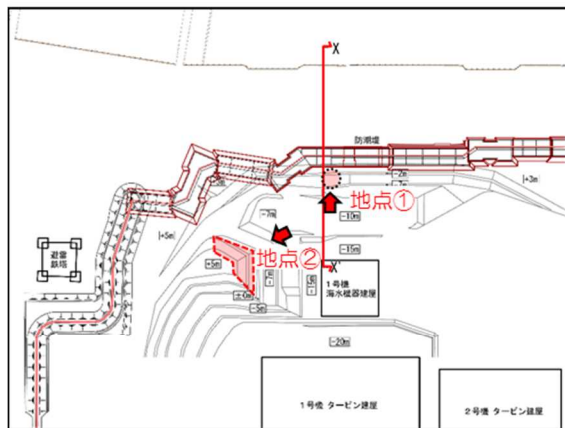 X
防潮堤
-2m
-7m
+3m
地点①
-10m
-7m
+5m
地点②
避雷
鉄塔
+5m
-15m
X'
1号機
海水機器建屋
±0m
-5m
-20m
1号機 タービン建屋
2号機 タービン建屋